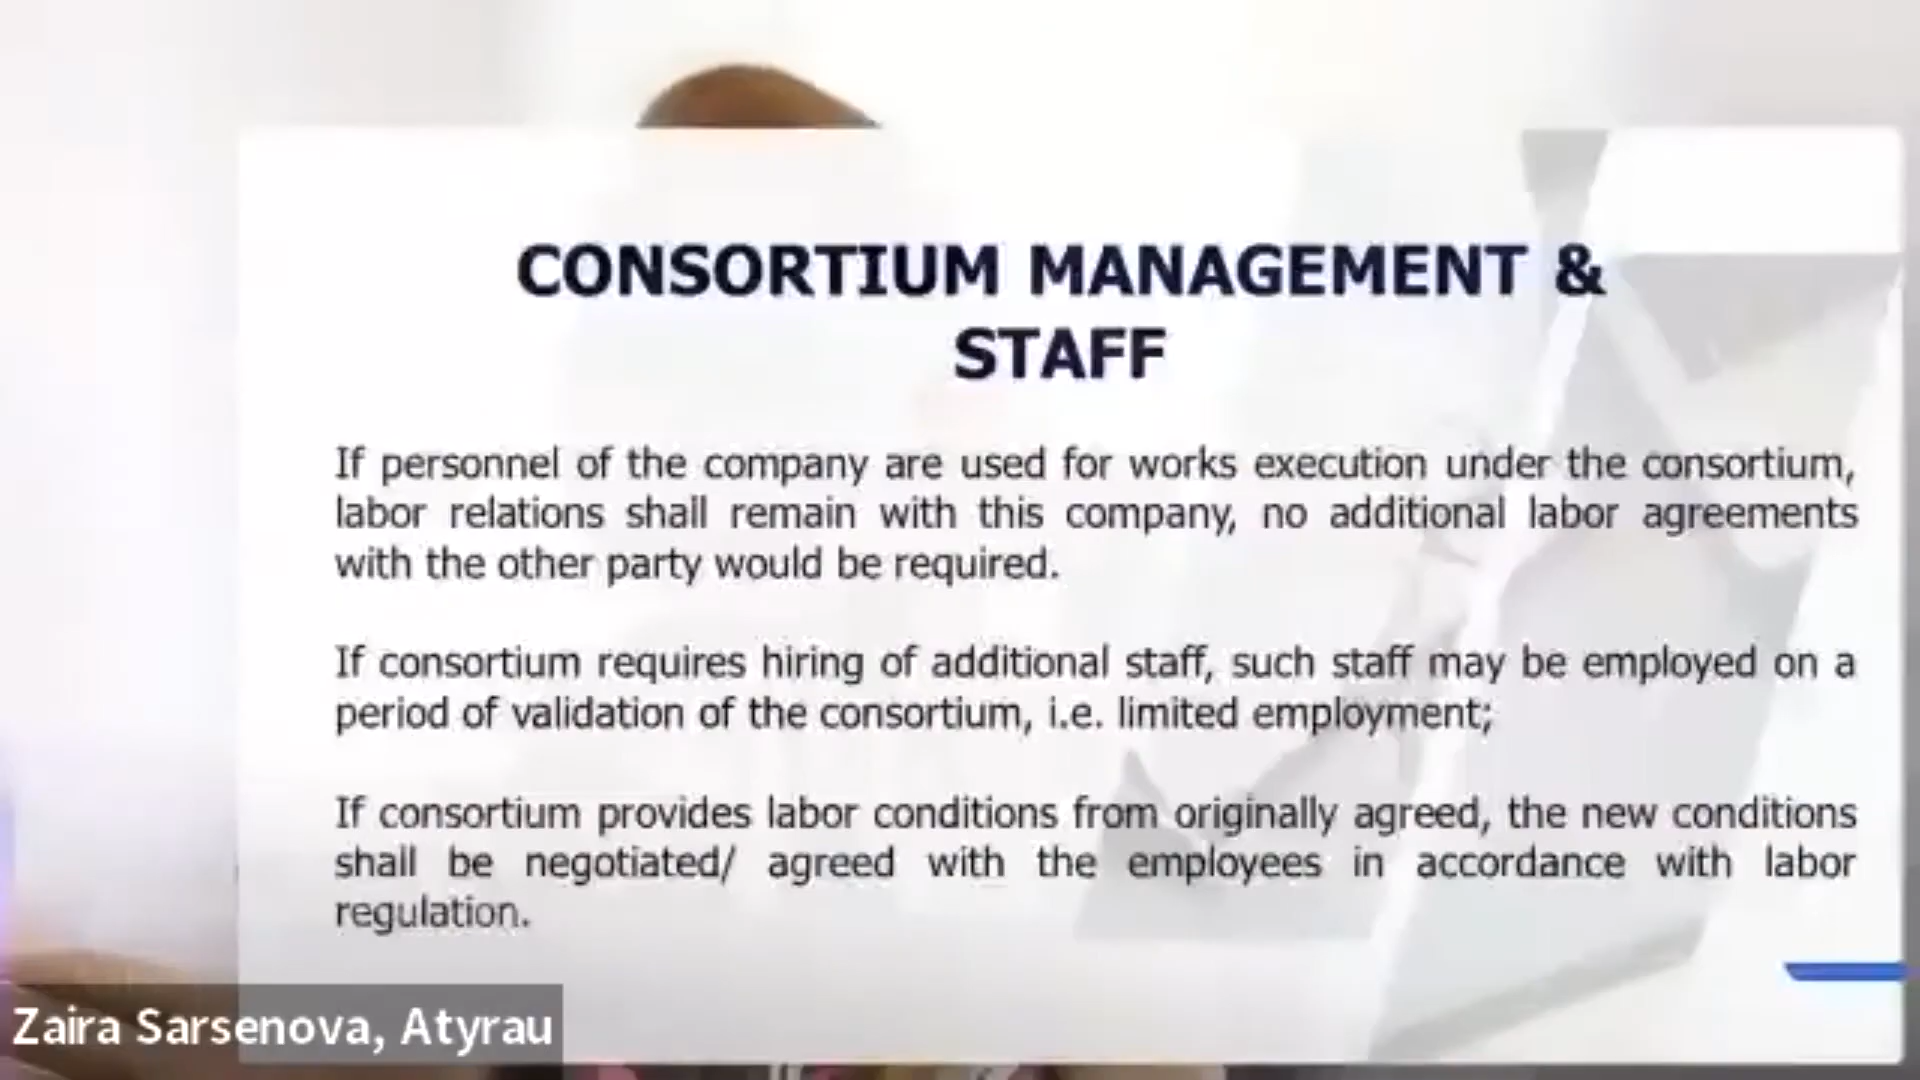 CONSORTIUM MANAGEMENT &
STAFF
If personnel of the company are used for works execution under the consortium,
labor relations shall remain with this company, no additional labor agreements
with the other party would be required.
If consortium requires hiring of additional staff, such staff may be employed on a
period of validation of the consortium, i.e. limited employment;
If consortium provides labor conditions from originally agreed, the new conditions
shall be negotiated/ agreed with the employees in accordance with labor
regulation.
Zaira Sarsenova, Atyrau